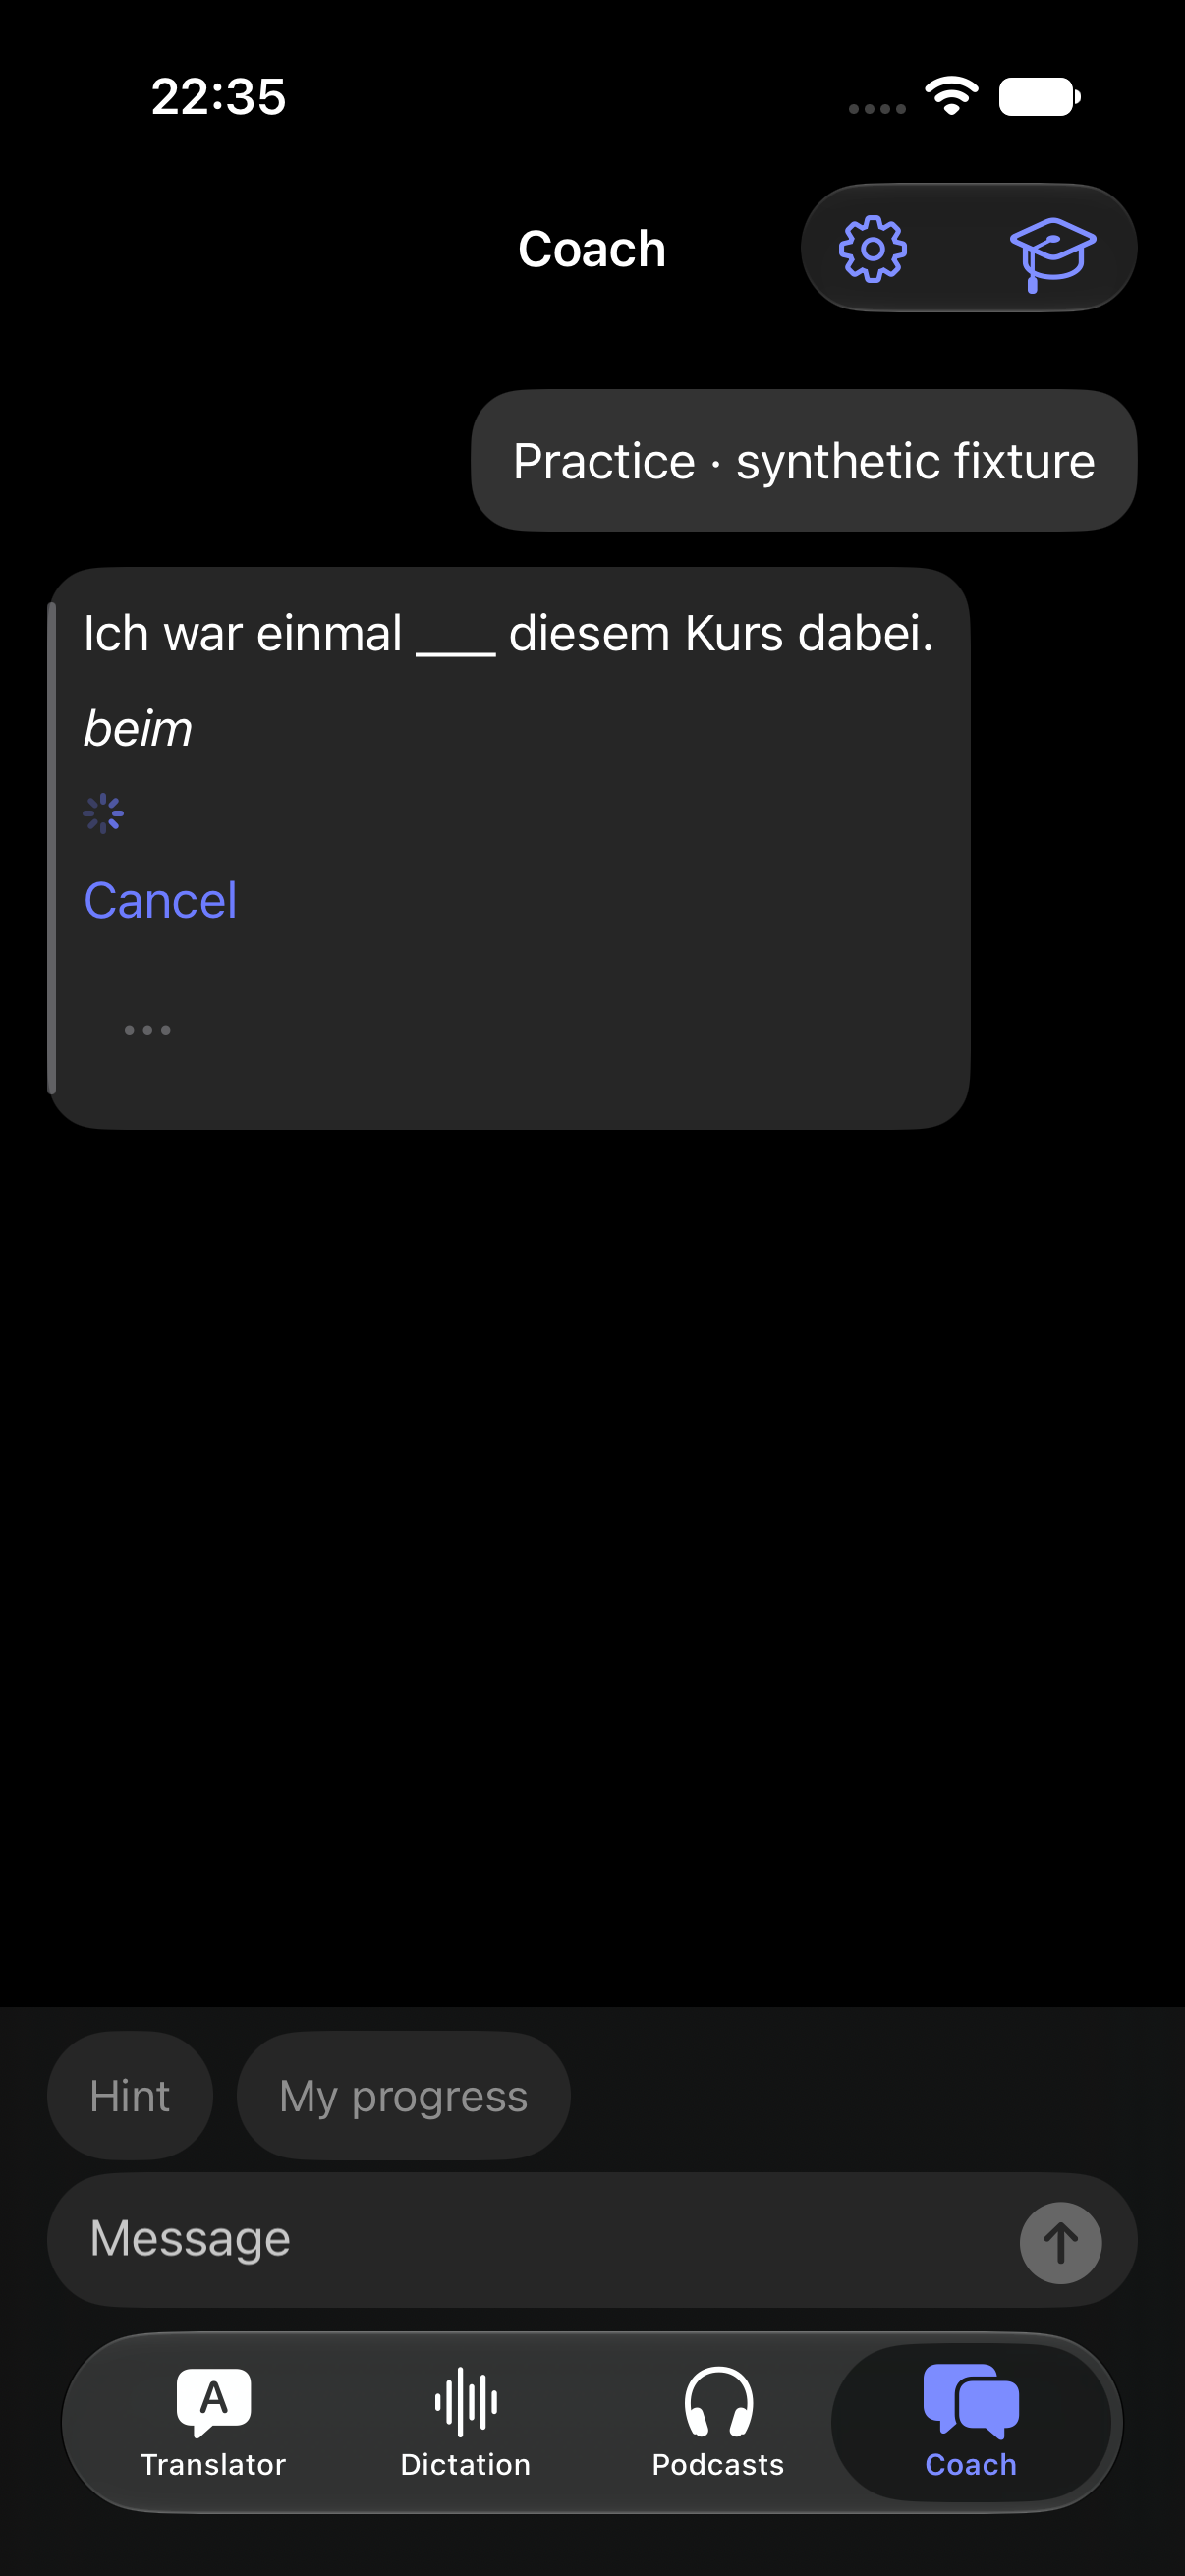 22:35
Coach
Practice · synthetic fixture
Ich war einmal ____ diesem Kurs dabei.
beim
Cancel
...
Hint
My progress
Message
A
Translator
Dictation
Podcasts
Coach